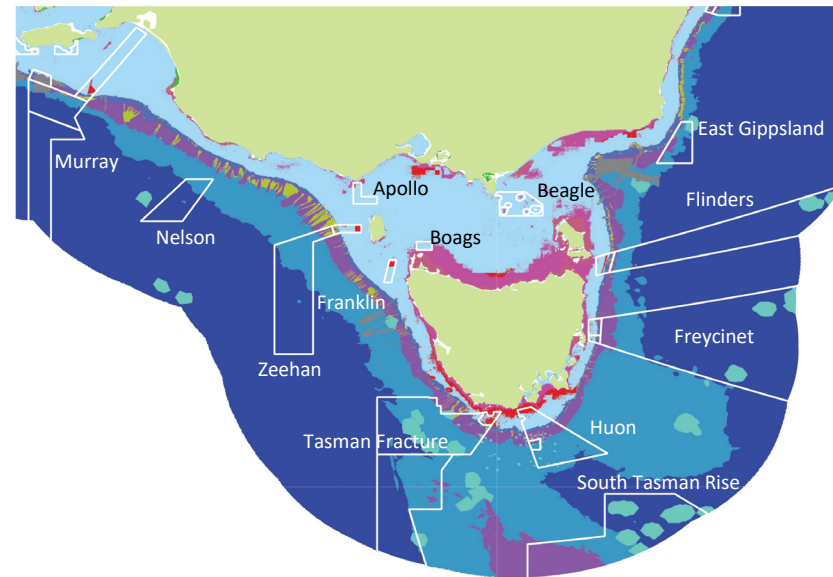 East Gippsland
Murray
Apollo
Beagle
Flinders
Nelson
Boags
Franklin
Freycinet
Zeehan
Huon
Tasman Fracture
South Tasman Rise